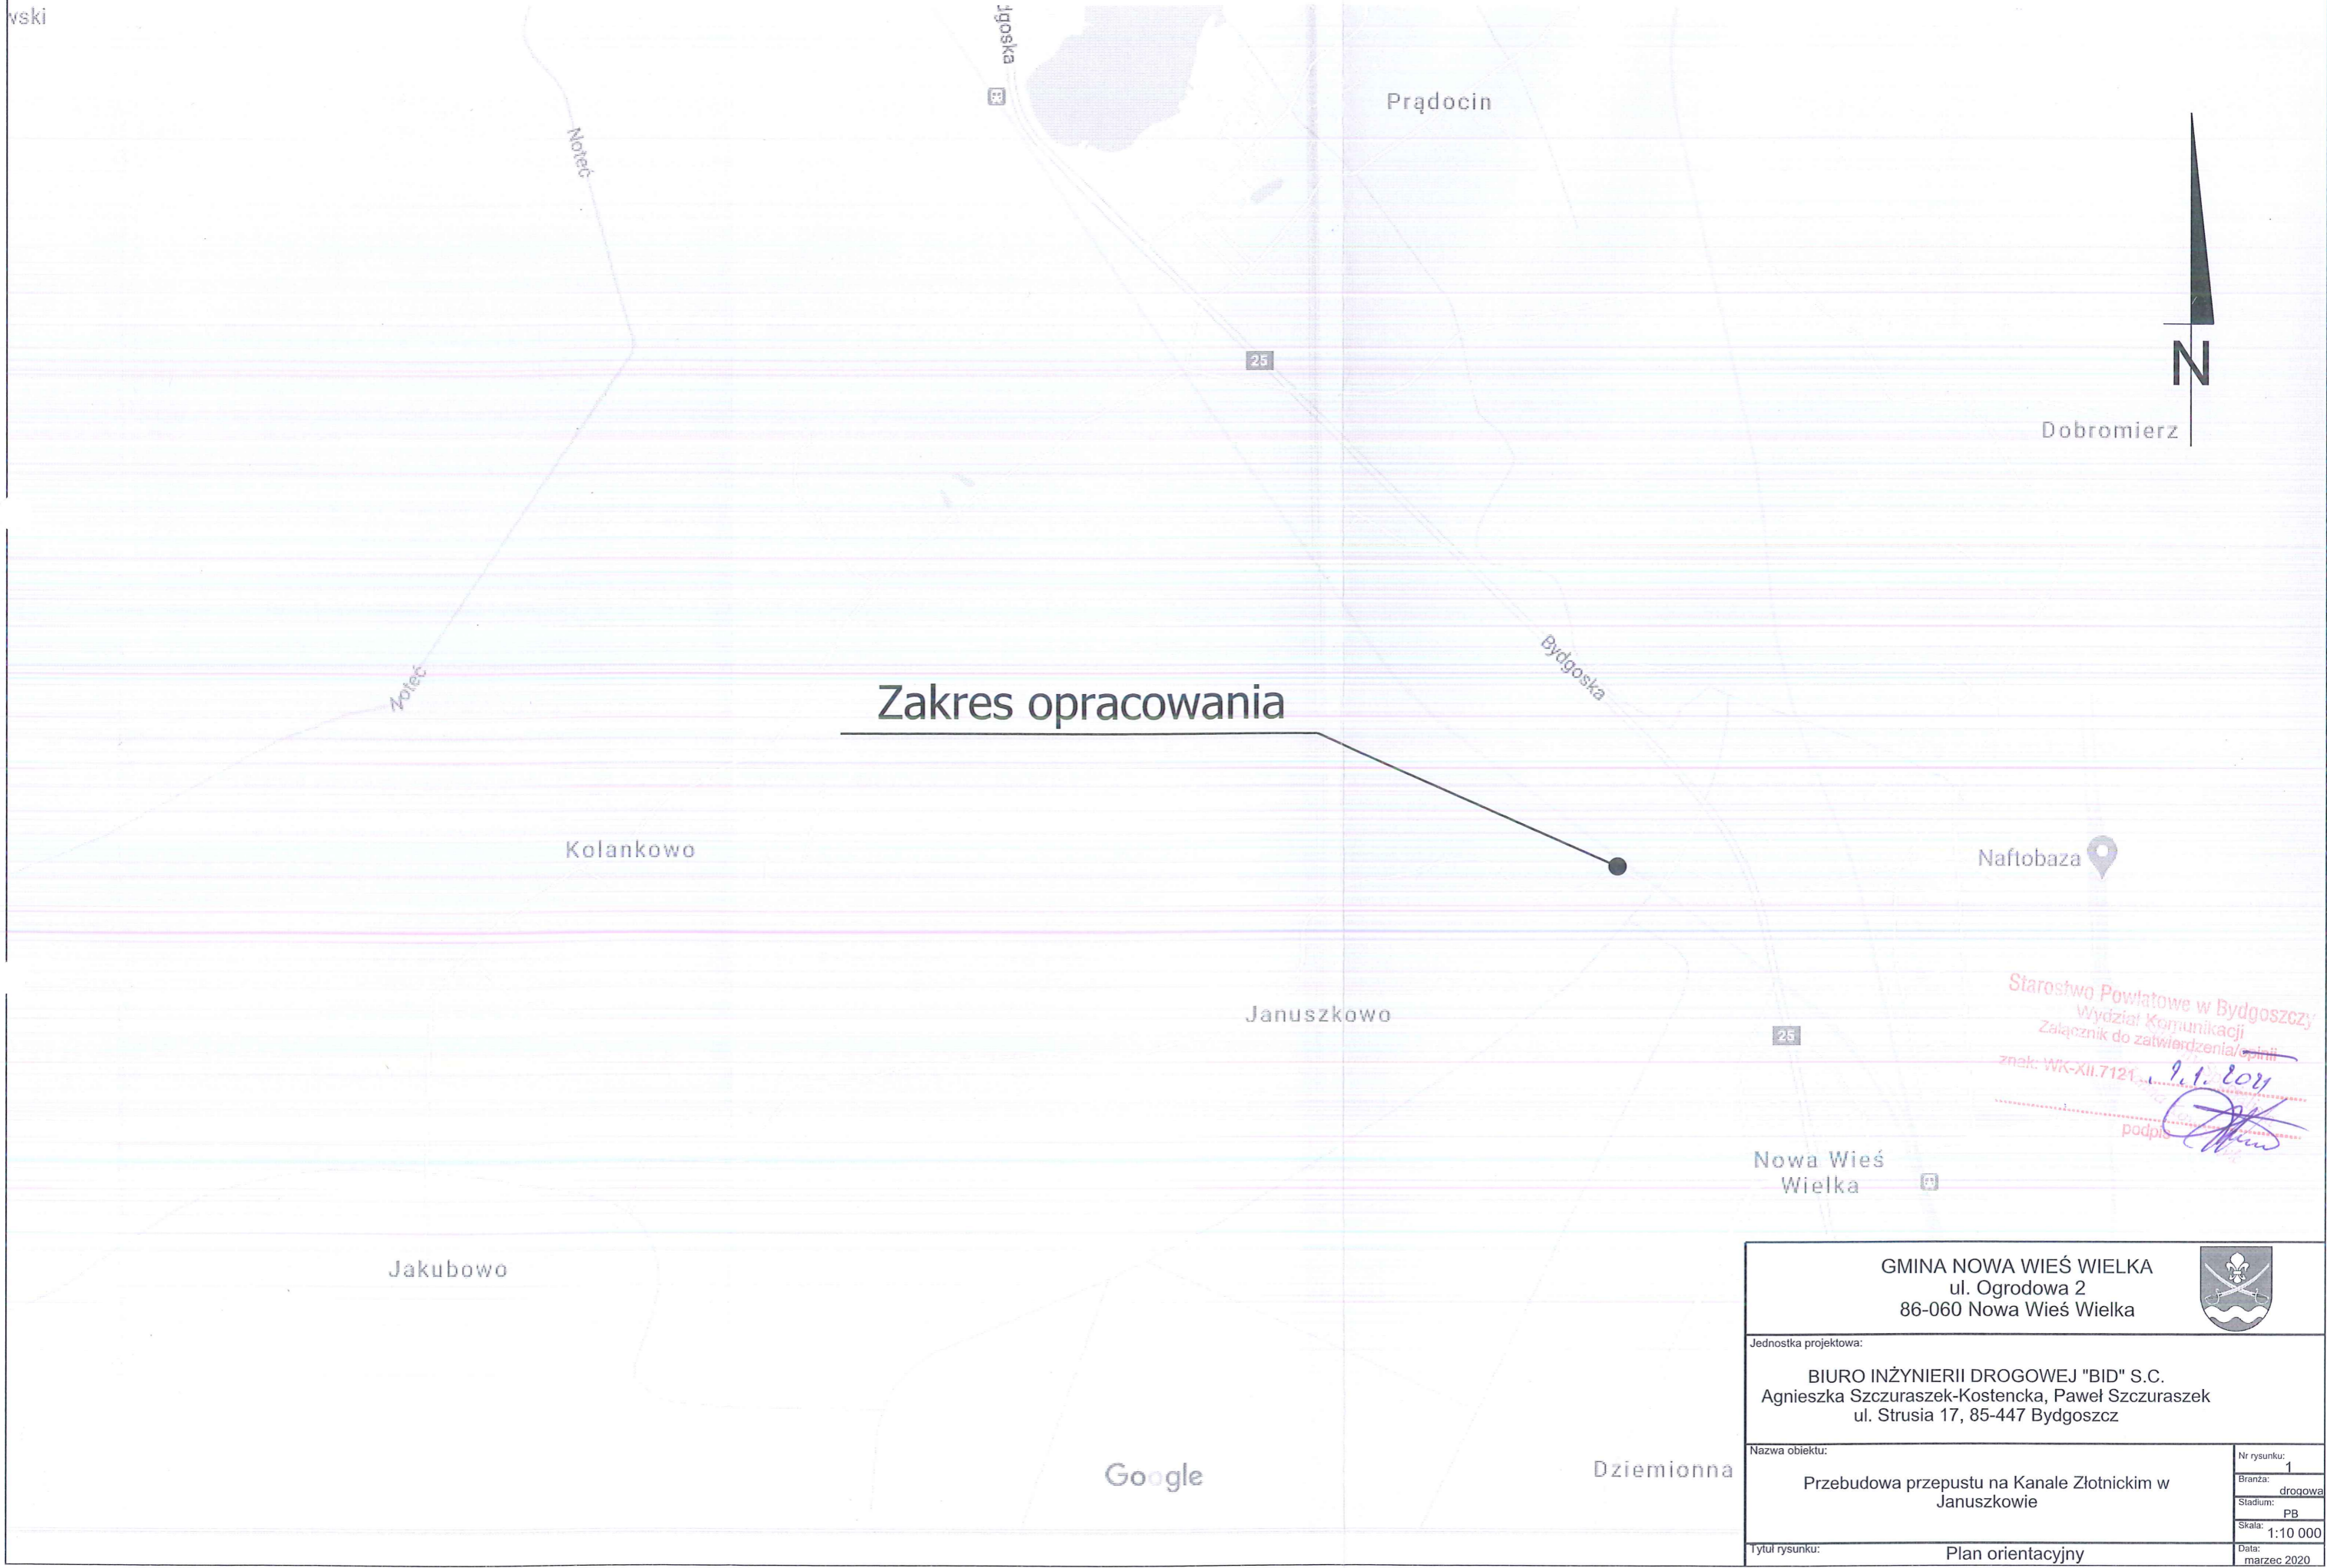 wski
Bydgoska
Prądocin
Noteć
25
Dobromierz
N
Noteć
Bydgoska
Zakres opracowania
Kolankowo
Naftobaza
Januszkowo
25
Starostwo Powiatowe w Bydgoszczy
Wydział Komunikacji
Załącznik do zatwierdzenia/opinii
znak: WK-XII.7121. 9.1.2021
podpis
Nowa Wieś
Wielka
Jakubowo
Google
Dziemionna
GMINA NOWA WIEŚ WIELKA
ul. Ogrodowa 2
86-060 Nowa Wieś Wielka
Jednostka projektowa:
BIURO INŻYNIERII DROGOWEJ "BID" S.C.
Agnieszka Szczuraszek-Kostencka, Paweł Szczuraszek
ul. Strusia 17, 85-447 Bydgoszcz
Nazwa obiektu:
Przebudowa przepustu na Kanale Złotnickim w
Januszkowie
Nr rysunku:
1
Branża:
drogowa
Stadium:
PB
Skala: 1:10 000
Tytuł rysunku: Plan orientacyjny
Data:
marzec 2020